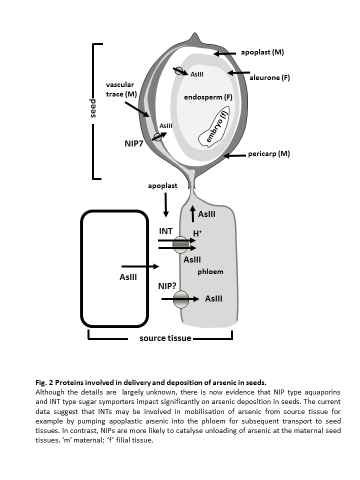 apoplast (M)
AsIII
aleurone (F)
vascular
trace (M)
endosperm (F)
seed
AsIII
embryo (f)
NIP7
pericarp (M)
apoplast
AsIII
INT
H+
AsIII
phloem
AsIII
NIP?
AsIII
source tissue
Fig. 2 Proteins involved in delivery and deposition of arsenic in seeds.
Although the details are largely unknown, there is now evidence that NIP type aquaporins
and INT type sugar symporters impact significantly on arsenic deposition in seeds. The current
data suggest that INTs may be involved in mobilisation of arsenic from source tissue for
example by pumping apoplastic arsenic into the phloem for subsequent transport to seed
tissues. In contrast, NIPs are more likely to catalyse unloading of arsenic at the maternal seed
tissues. 'm' maternal; 'f' filial tissue.